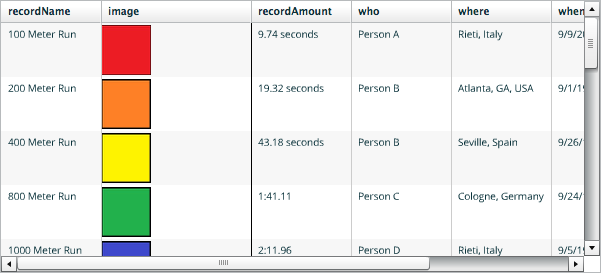 recordName image recordAmount who where when
100 Meter Run 9.74 seconds Person A Rieti, Italy 9/9/20
200 Meter Run 19.32 seconds Person B Atlanta, GA, USA 9/1/19
400 Meter Run 43.18 seconds Person B Seville, Spain 9/26/
800 Meter Run 1:41.11 Person C Cologne, Germany 9/24/
1000 Meter Run 2:11.96 Person D Rieti, Italy 9/5/19